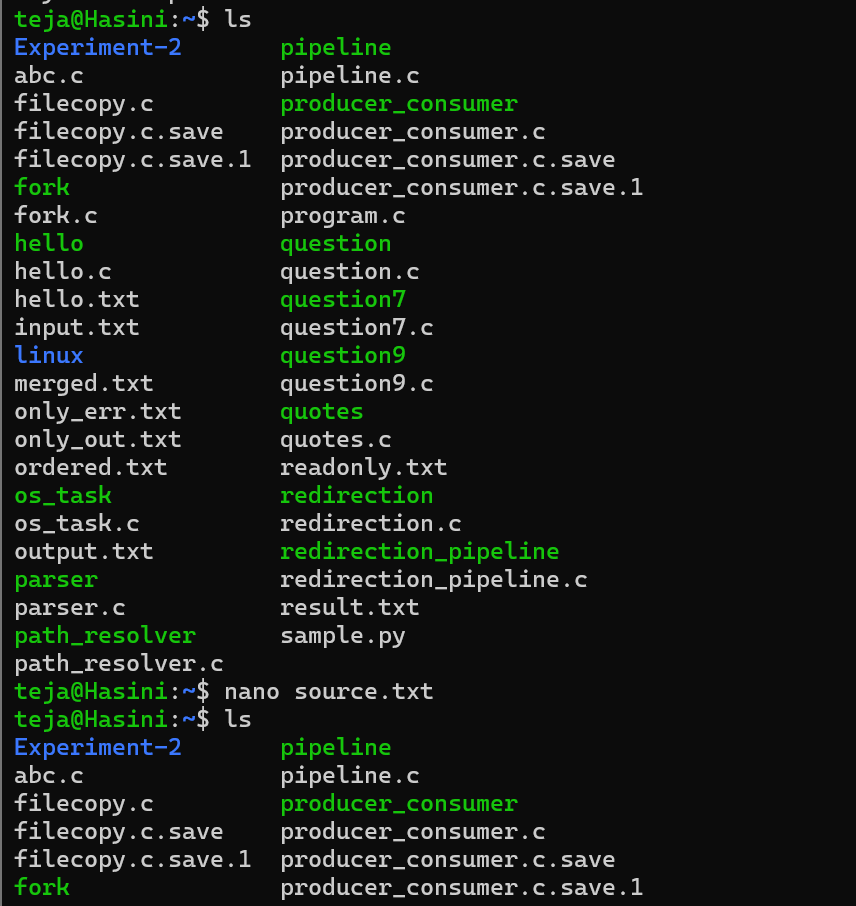 teja@Hasini:~$ ls
Experiment-2 pipeline
abc.c pipeline.c
filecopy.c producer_consumer
filecopy.c.save producer_consumer.c
filecopy.c.save.1 producer_consumer.c.save
fork producer_consumer.c.save.1
fork.c program.c
hello question
hello.c question.c
hello.txt question7
input.txt question7.c
linux question9
merged.txt question9.c
only_err.txt quotes
only_out.txt quotes.c
ordered.txt readonly.txt
os_task redirection
os_task.c redirection.c
output.txt redirection_pipeline
parser redirection_pipeline.c
parser.c result.txt
path_resolver sample.py
path_resolver.c
teja@Hasini:~$ nano source.txt
teja@Hasini:~$ ls
Experiment-2 pipeline
abc.c pipeline.c
filecopy.c producer_consumer
filecopy.c.save producer_consumer.c
filecopy.c.save.1 producer_consumer.c.save
fork producer_consumer.c.save.1